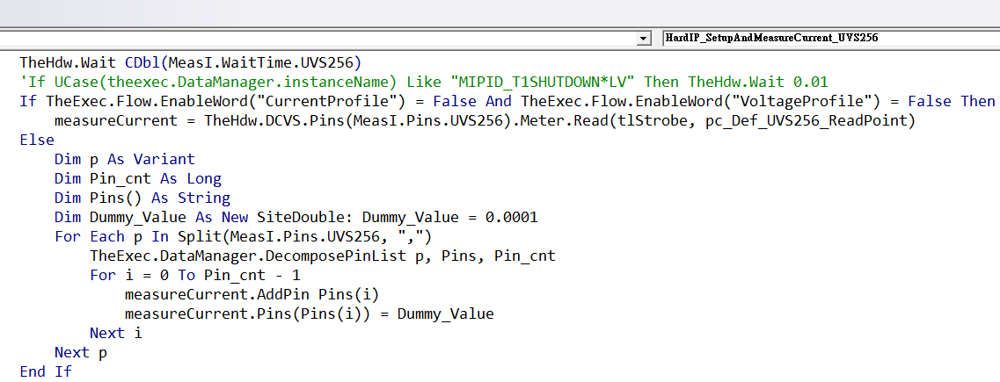 HardIP_SetupAndMeasureCurrent_UVS256
TheHdw.Wait CDbl(MeasI.WaitTime.UVS256)
'If UCase(theexec.DataManager.instanceName) Like "MIPID_T1SHUTDOWN*LV" Then TheHdw.Wait 0.01
If TheExec.Flow.EnableWord("CurrentProfile") = False And TheExec.Flow.EnableWord("VoltageProfile") = False Then
    measureCurrent = TheHdw.DCVS.Pins(MeasI.Pins.UVS256).Meter.Read(tlStrobe, pc_Def_UVS256_ReadPoint)
Else
    Dim p As Variant
    Dim Pin_cnt As Long
    Dim Pins() As String
    Dim Dummy_Value As New SiteDouble: Dummy_Value = 0.0001
    For Each p In Split(MeasI.Pins.UVS256, ",")
        TheExec.DataManager.DecomposePinList p, Pins, Pin_cnt
        For i = 0 To Pin_cnt - 1
            measureCurrent.AddPin Pins(i)
            measureCurrent.Pins(Pins(i)) = Dummy_Value
        Next i
    Next p
End If